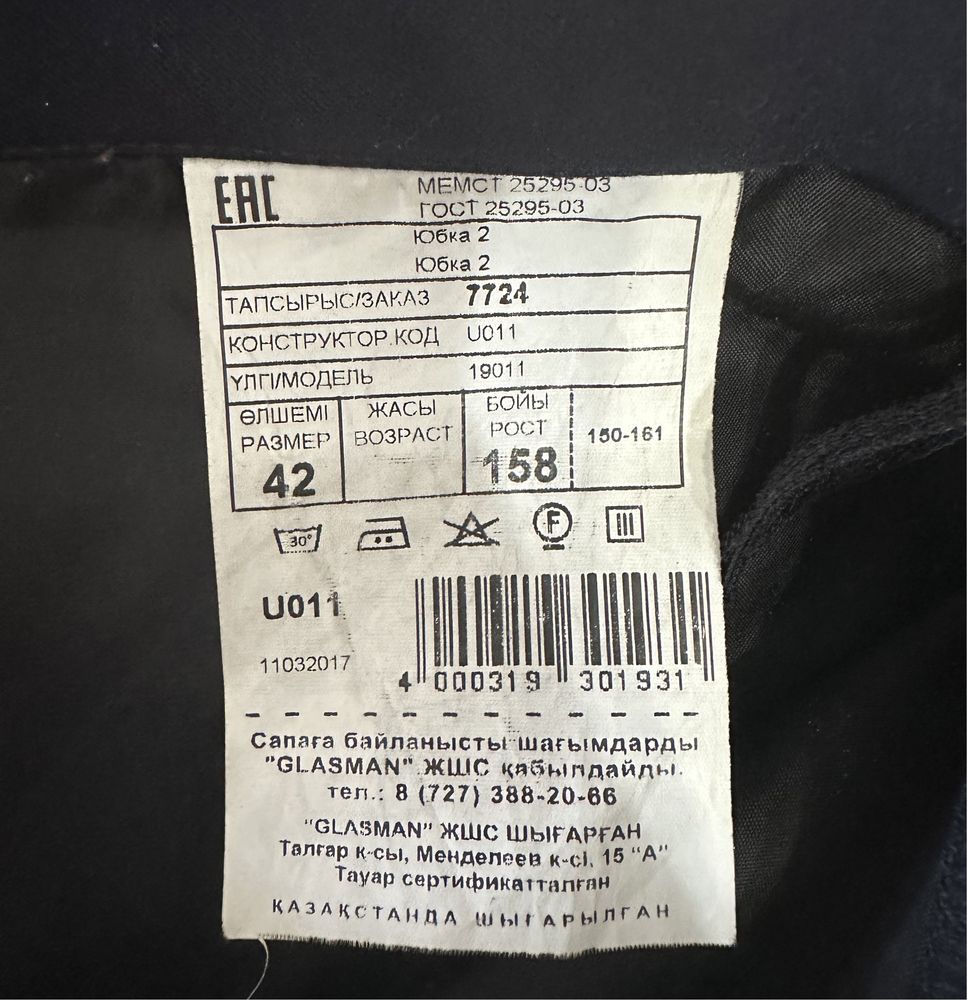 EAC
МЕМСТ 25295-03
ГОСТ 25295-03
Юбка 2
Юбка 2
ТАПСЫРЫС/ЗАКАЗ 7724
КОНСТРУКТОР.КОД U011
ҮЛГІ/МОДЕЛЬ 19011
ӨЛШЕМІ
РАЗМЕР
42
ЖАСЫ
ВОЗРАСТ
БОЙЫ
РОСТ
158
150-161
30°
F
U011
11032017
4 000319 301931
Сапаға байланысты шағымдарды
"GLASMAN" ЖШС қабылдайды.
тел.: 8 (727) 388-20-66
"GLASMAN" ЖШС ШЫҒАРҒАН
Талғар к-сы, Менделеев к-сі, 15 "А"
Тауар сертификатталған
ҚАЗАҚСТАНДА ШЫҒАРЫЛҒАН